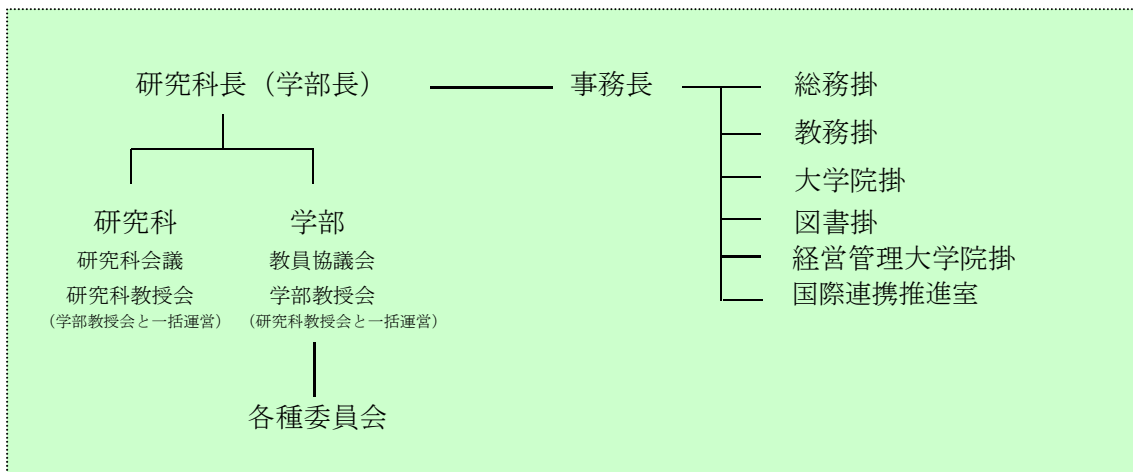 研究科長（学部長）
事務長
総務掛
教務掛
大学院掛
図書掛
経営管理大学院掛
国際連携推進室
研究科
研究科会議
研究科教授会
（学部教授会と一括運営）
学部
教員協議会
学部教授会
（研究科教授会と一括運営）
各種委員会